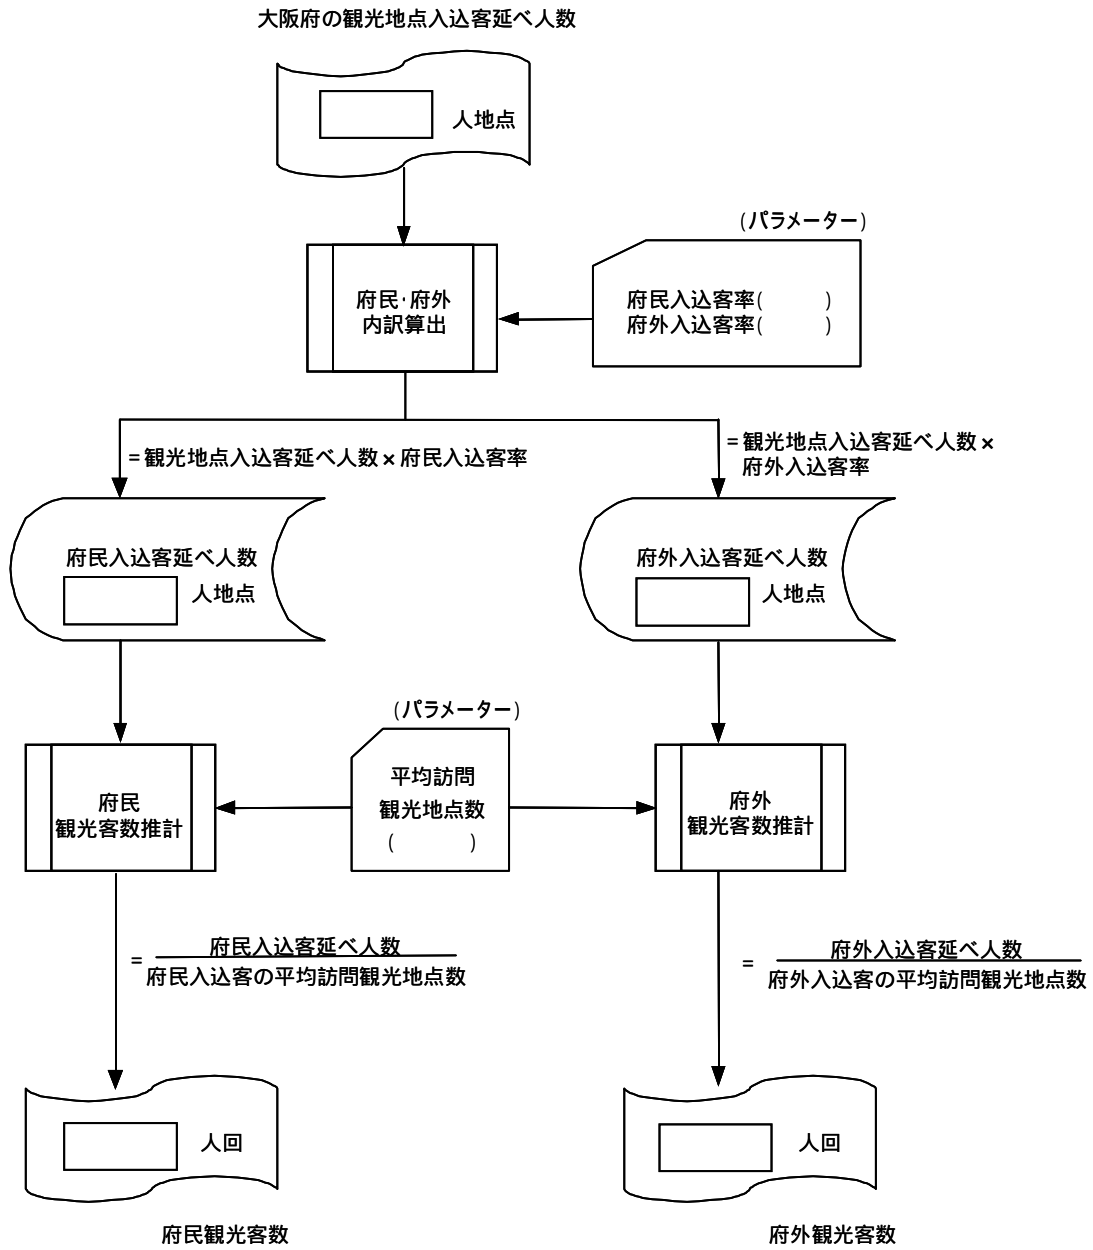 大阪府の観光地点入込客延べ人数
人地点
(パラメーター)
府民・府外
内訳算出
府民入込客率(　　　)
府外入込客率(　　　)
=観光地点入込客延べ人数×府民入込客率
=観光地点入込客延べ人数×
府外入込客率
府民入込客延べ人数
人地点
府外入込客延べ人数
人地点
(パラメーター)
平均訪問
観光地点数
(　　　)
府民
観光客数推計
府外
観光客数推計
府民入込客延べ人数
=
府民入込客の平均訪問観光地点数
府外入込客延べ人数
=
府外入込客の平均訪問観光地点数
人回
人回
府民観光客数
府外観光客数